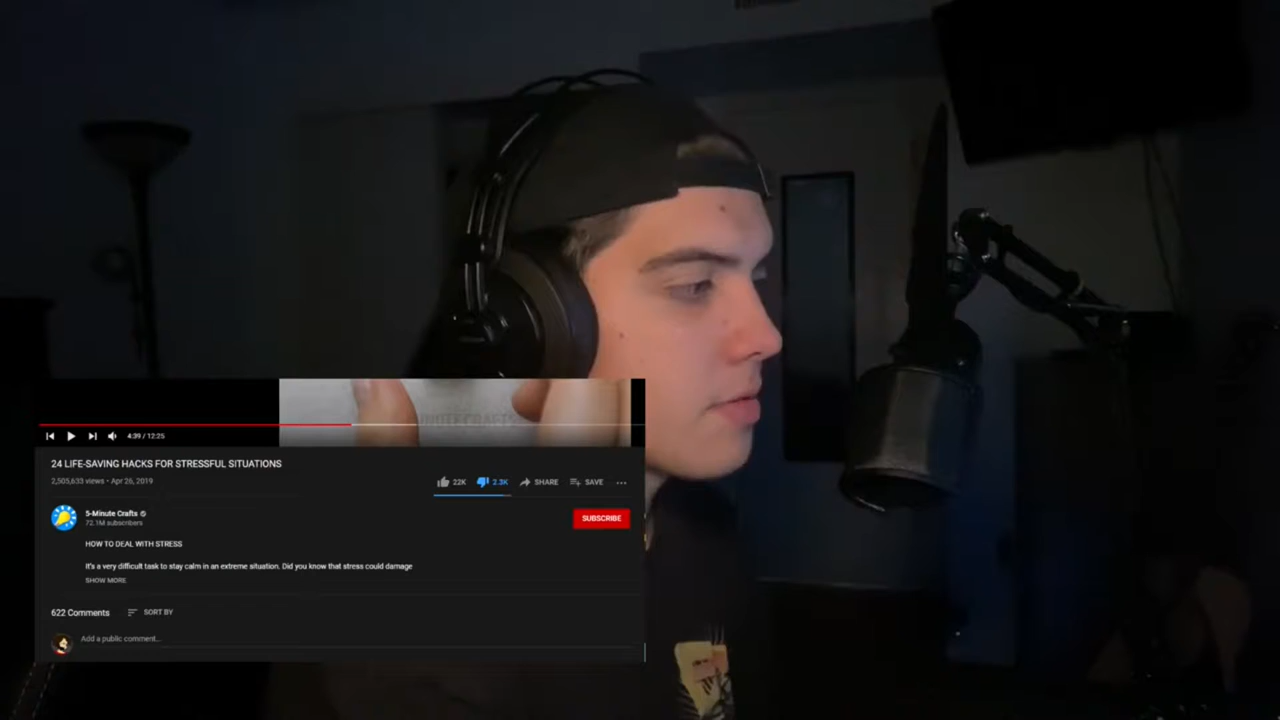 MINUTE CRAFTS
4:39 / 12:25
24 LIFE-SAVING HACKS FOR STRESSFUL SITUATIONS
2,505,633 views • Apr 26, 2019
22K 2.3K SHARE SAVE
5-Minute Crafts
72.1M subscribers
SUBSCRIBE
HOW TO DEAL WITH STRESS
It's a very difficult task to stay calm in an extreme situation. Did you know that stress could damage
SHOW MORE
622 Comments SORT BY
Add a public comment...